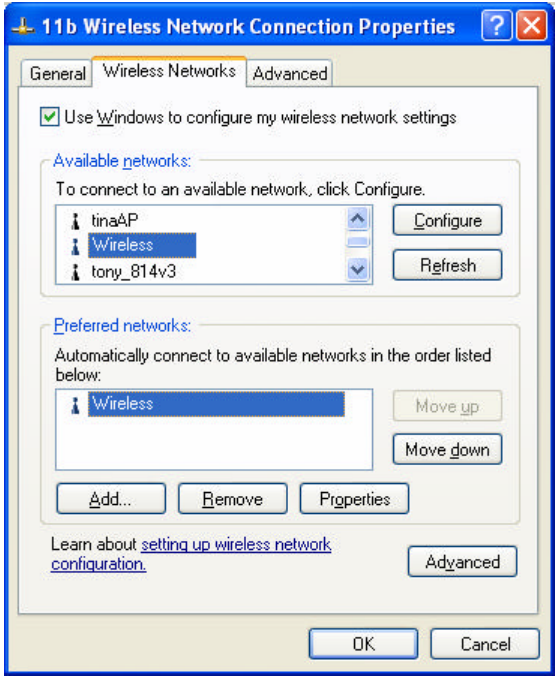 11b Wireless Network Connection Properties
General Wireless Networks Advanced
Use Windows to configure my wireless network settings
Available networks:
To connect to an available network, click Configure.
tinaAP
Configure
Wireless
tony_814v3
Refresh
Preferred networks:
Automatically connect to available networks in the order listed
below:
Wireless
Move up
Move down
Add... Remove Properties
Learn about setting up wireless network
configuration.
Advanced
OK Cancel